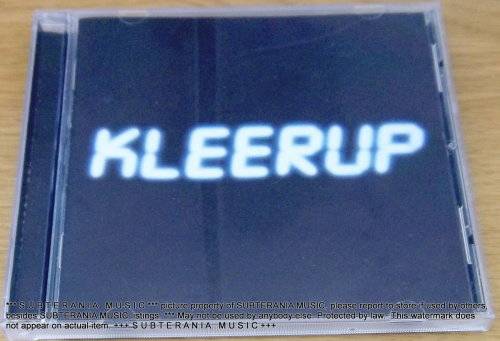 KLEERUP
*** S U B T E R A N I A   M U S I C *** picture property of SUBTERANIA MUSIC, please report to store if used by others
besides SUBTERANIA MUSIC listings. *** May not be used by anybody else. Protected by law . This watermark does
not appear on actual item. +++ S U B T E R A N I A   M U S I C +++